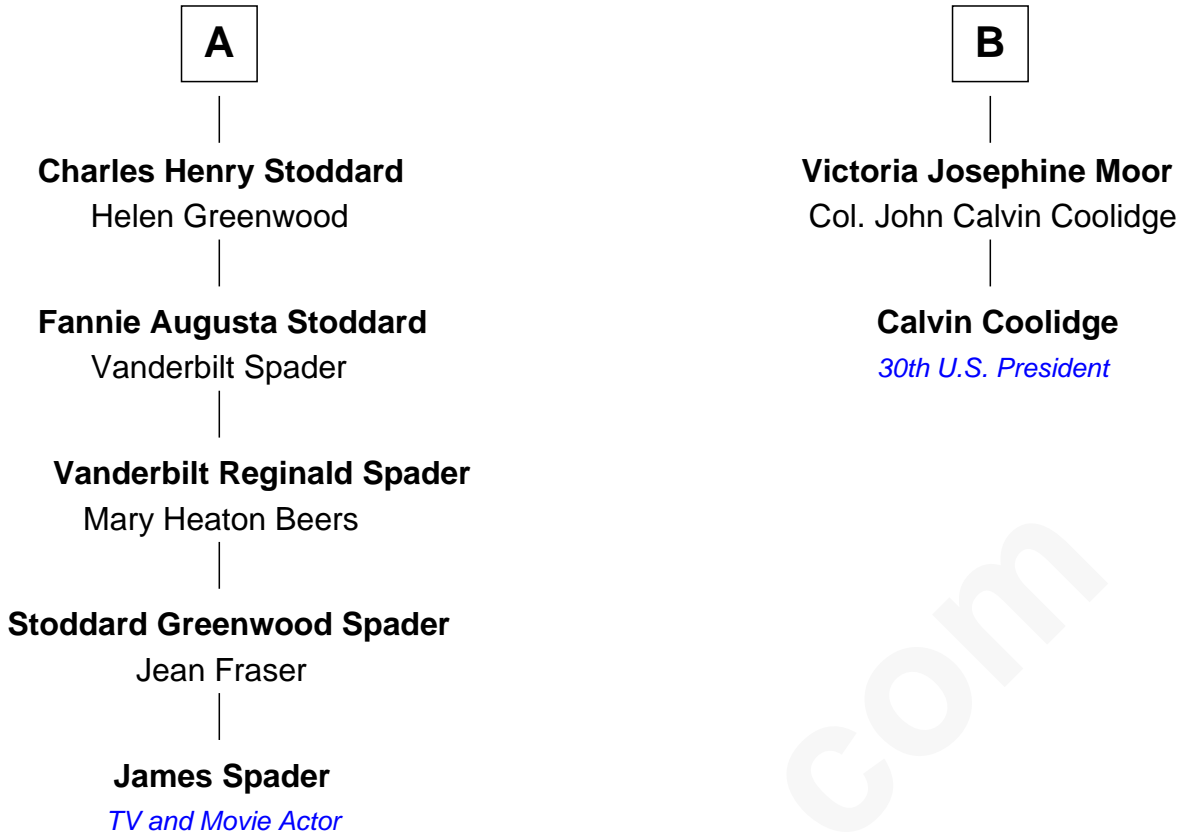 A
Charles Henry Stoddard
Helen Greenwood
Fannie Augusta Stoddard
Vanderbilt Spader
Vanderbilt Reginald Spader
Mary Heaton Beers
Stoddard Greenwood Spader
Jean Fraser
James Spader
TV and Movie Actor
B
Victoria Josephine Moor
Col. John Calvin Coolidge
Calvin Coolidge
30th U.S. President
com